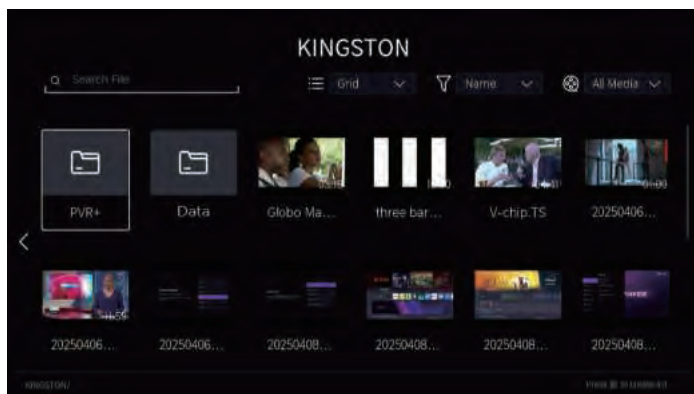 KINGSTON
Search File
Grid
Name
All Media
PVR+
Data
Globo Ma...
three bar...
V-chip.TS
20250406...
20250406...
20250406...
20250408...
20250408...
20250408...
20250408...
KINGSTON/